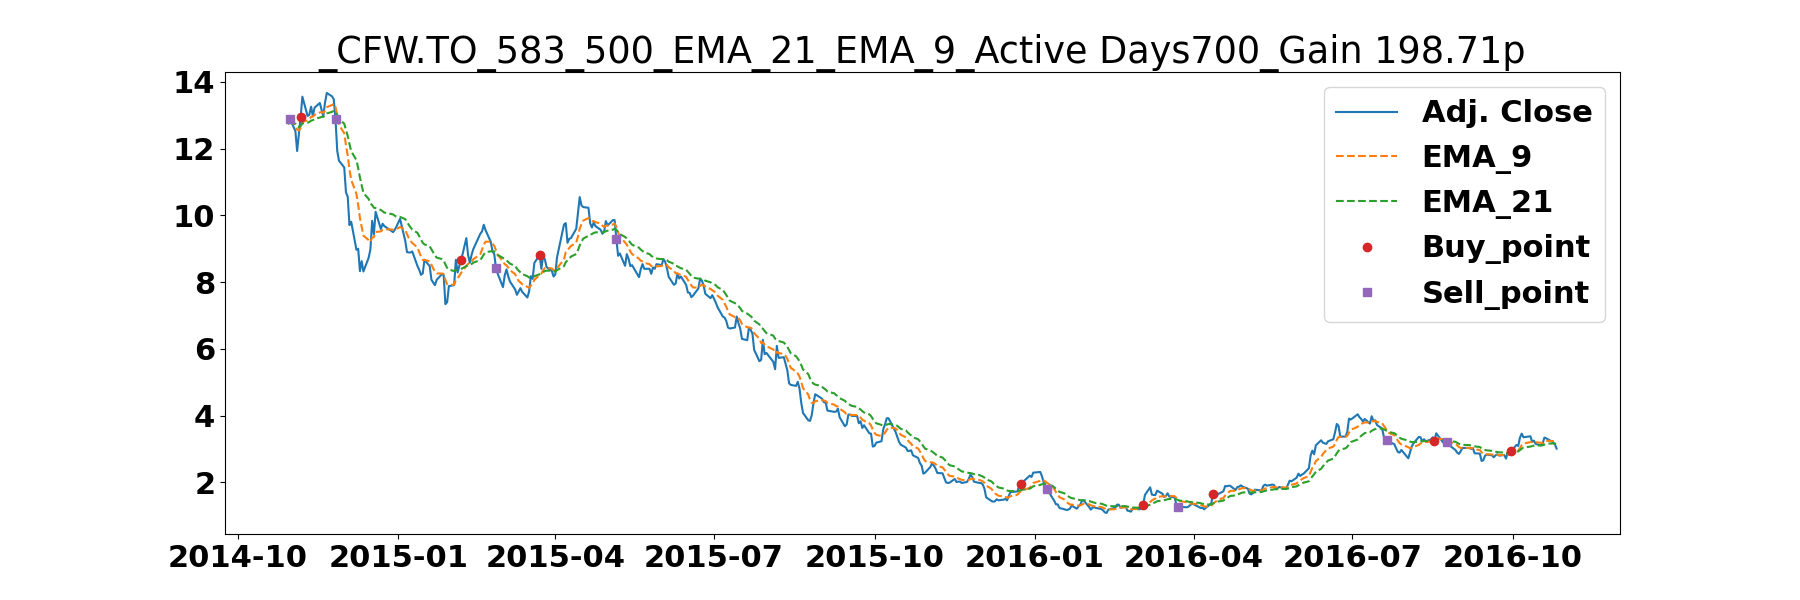 _CFW.TO_583_500_EMA_21_EMA_9_Active Days700_Gain 198.71p
14
12
10
8
6
4
2
Adj. Close
EMA_9
EMA_21
Buy_point
Sell_point
2014-10 2015-01 2015-04 2015-07 2015-10 2016-01 2016-04 2016-07 2016-10